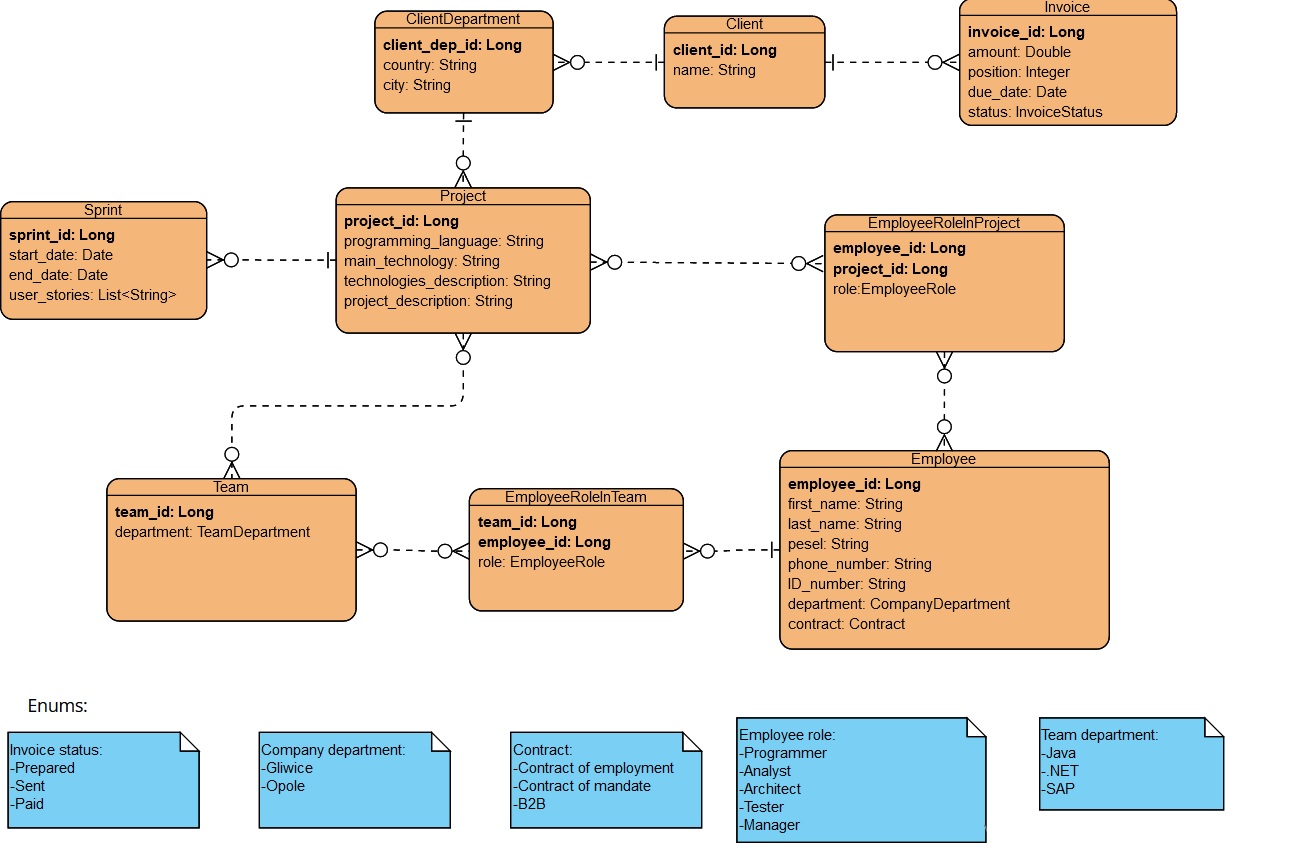 ClientDepartment
client_dep_id: Long
country: String
city: String
Client
client_id: Long
name: String
Invoice
invoice_id: Long
amount: Double
position: Integer
due_date: Date
status: InvoiceStatus
Sprint
sprint_id: Long
start_date: Date
end_date: Date
user_stories: List<String>
Project
project_id: Long
programming_language: String
main_technology: String
technologies_description: String
project_description: String
EmployeeRoleInProject
employee_id: Long
project_id: Long
role:EmployeeRole
Team
team_id: Long
department: TeamDepartment
EmployeeRoleInTeam
team_id: Long
employee_id: Long
role: EmployeeRole
Employee
employee_id: Long
first_name: String
last_name: String
pesel: String
phone_number: String
ID_number: String
department: CompanyDepartment
contract: Contract
Enums:
Invoice status:
-Prepared
-Sent
-Paid
Company department:
-Gliwice
-Opole
Contract:
-Contract of employment
-Contract of mandate
-B2B
Employee role:
-Programmer
-Analyst
-Architect
-Tester
-Manager
Team department:
-Java
-.NET
-SAP